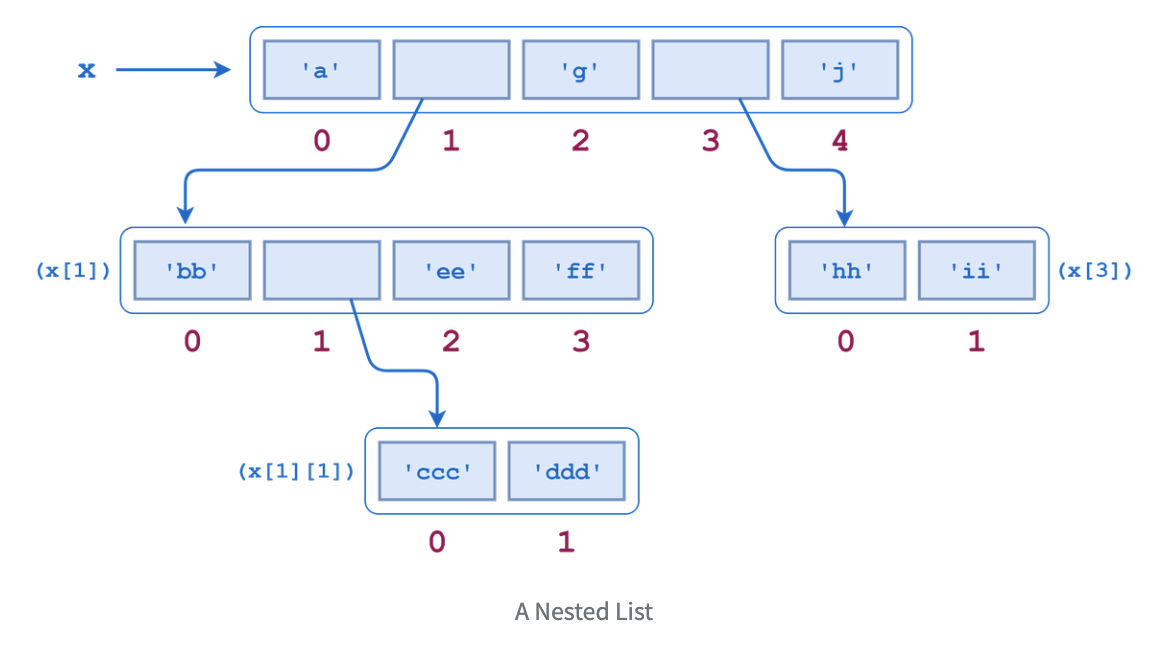 x 'a' 'g' 'j'
0 1 2 3 4
(x[1]) 'bb' 'ee' 'ff' 'hh' 'ii' (x[3])
0 1 2 3 0 1
(x[1][1]) 'ccc' 'ddd'
0 1
A Nested List